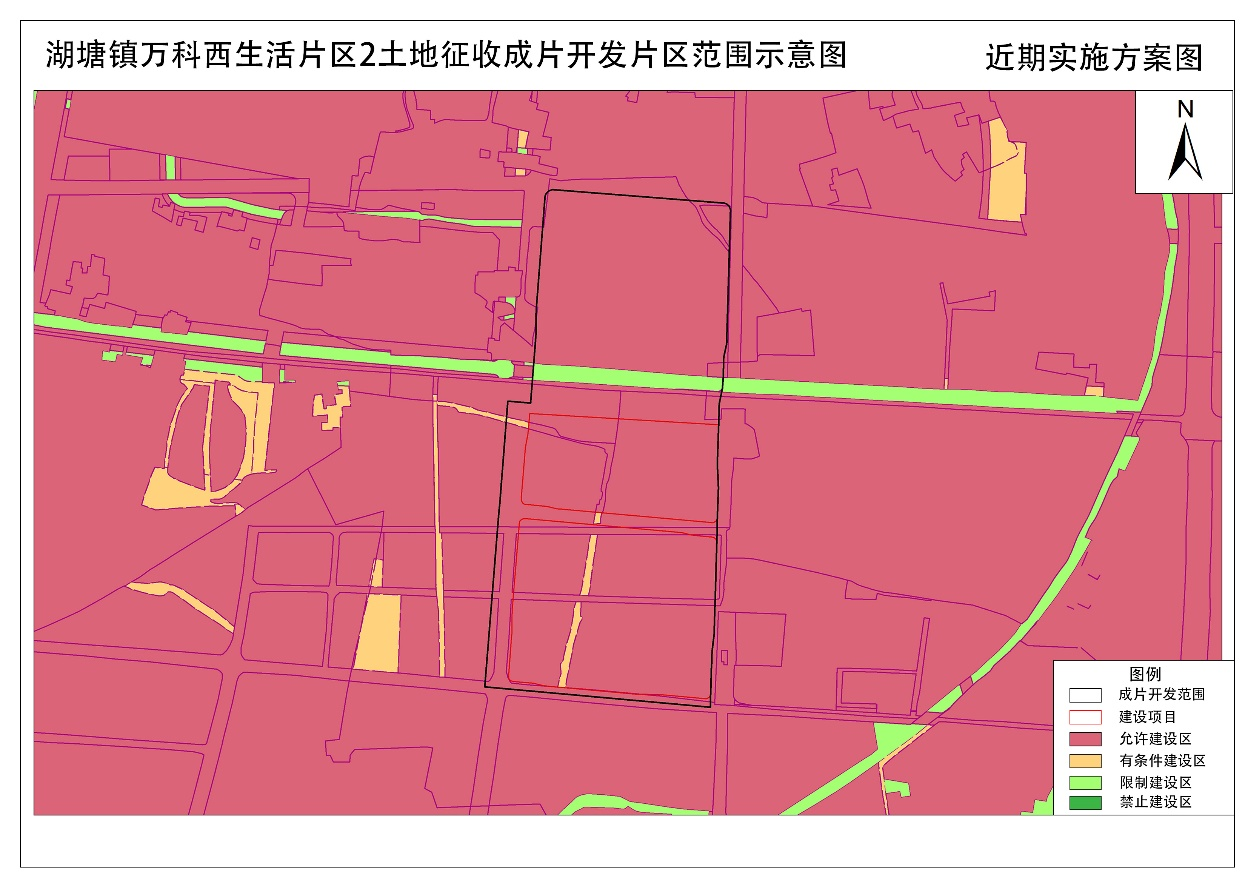 湖塘镇万科西生活片区2土地征收成片开发片区范围示意图
近期实施方案图
N
图例
成片开发范围
建设项目
允许建设区
有条件建设区
限制建设区
禁止建设区